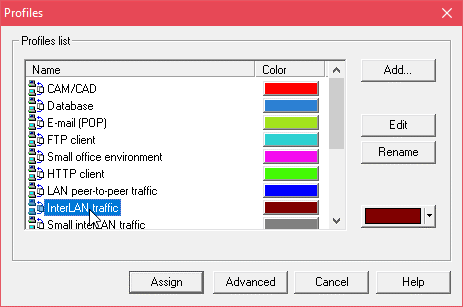 Profiles
Profiles list
Name Color
CAM/CAD
Database
E-mail (POP)
FTP client
Small office environment
HTTP client
LAN peer-to-peer traffic
InterLAN traffic
Small interLAN traffic
Add...
Edit
Rename
Assign Advanced Cancel Help